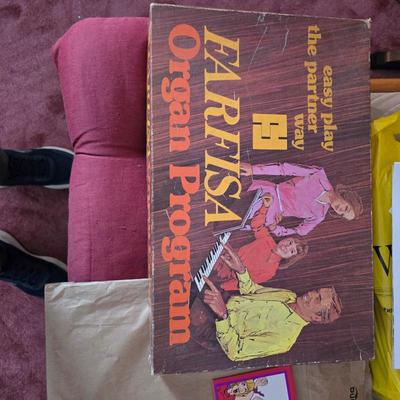 easy play
the partner
way
FARFISA
Organ Program
W